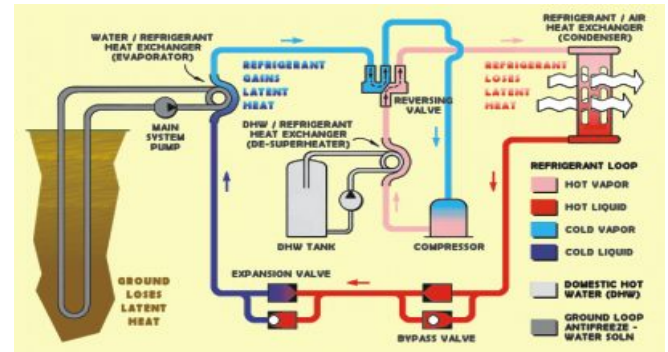 WATER / REFRIGERANT
HEAT EXCHANGER
(EVAPORATOR)
REFRIGERANT
GAINS
LATENT
HEAT
MAIN
SYSTEM
PUMP
DHW / REFRIGERANT
HEAT EXCHANGER
(DE-SUPERHEATER)
REVERSING
VALVE
REFRIGERANT
LOSES
LATENT
HEAT
REFRIGERANT / AIR
HEAT EXCHANGER
(CONDENSER)
DHW TANK
COMPRESSOR
GROUND
LOSES
LATENT
HEAT
EXPANSION VALVE
BYPASS VALVE
REFRIGERANT LOOP
HOT VAPOR
HOT LIQUID
COLD VAPOR
COLD LIQUID
DOMESTIC HOT
WATER (DHW)
GROUND LOOP
ANTIFREEZE -
WATER SOLN